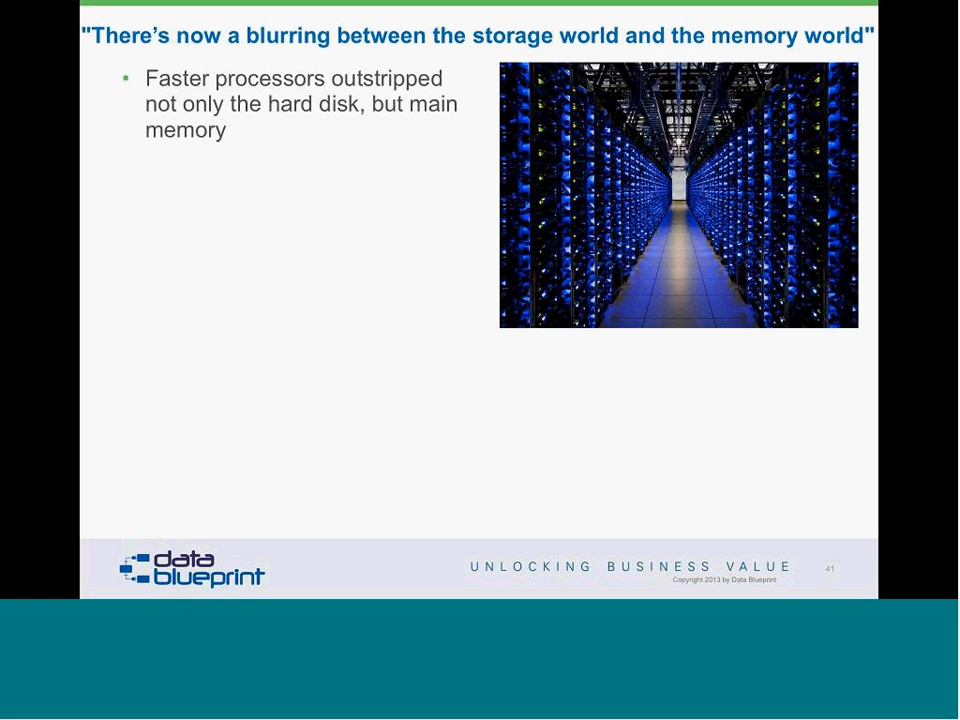 "There’s now a blurring between the storage world and the memory world"
• Faster processors outstripped
not only the hard disk, but main
memory
data
blueprint
UNLOCKING BUSINESS VALUE
41
Copyright 2013 by Data Blueprint